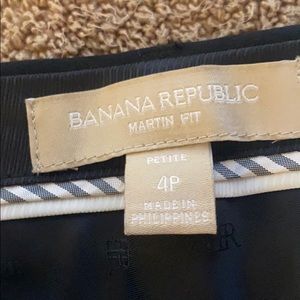 BANANA REPUBLIC
MARTIN FIT
PETITE
4P
MADE IN
PHILIPPINES